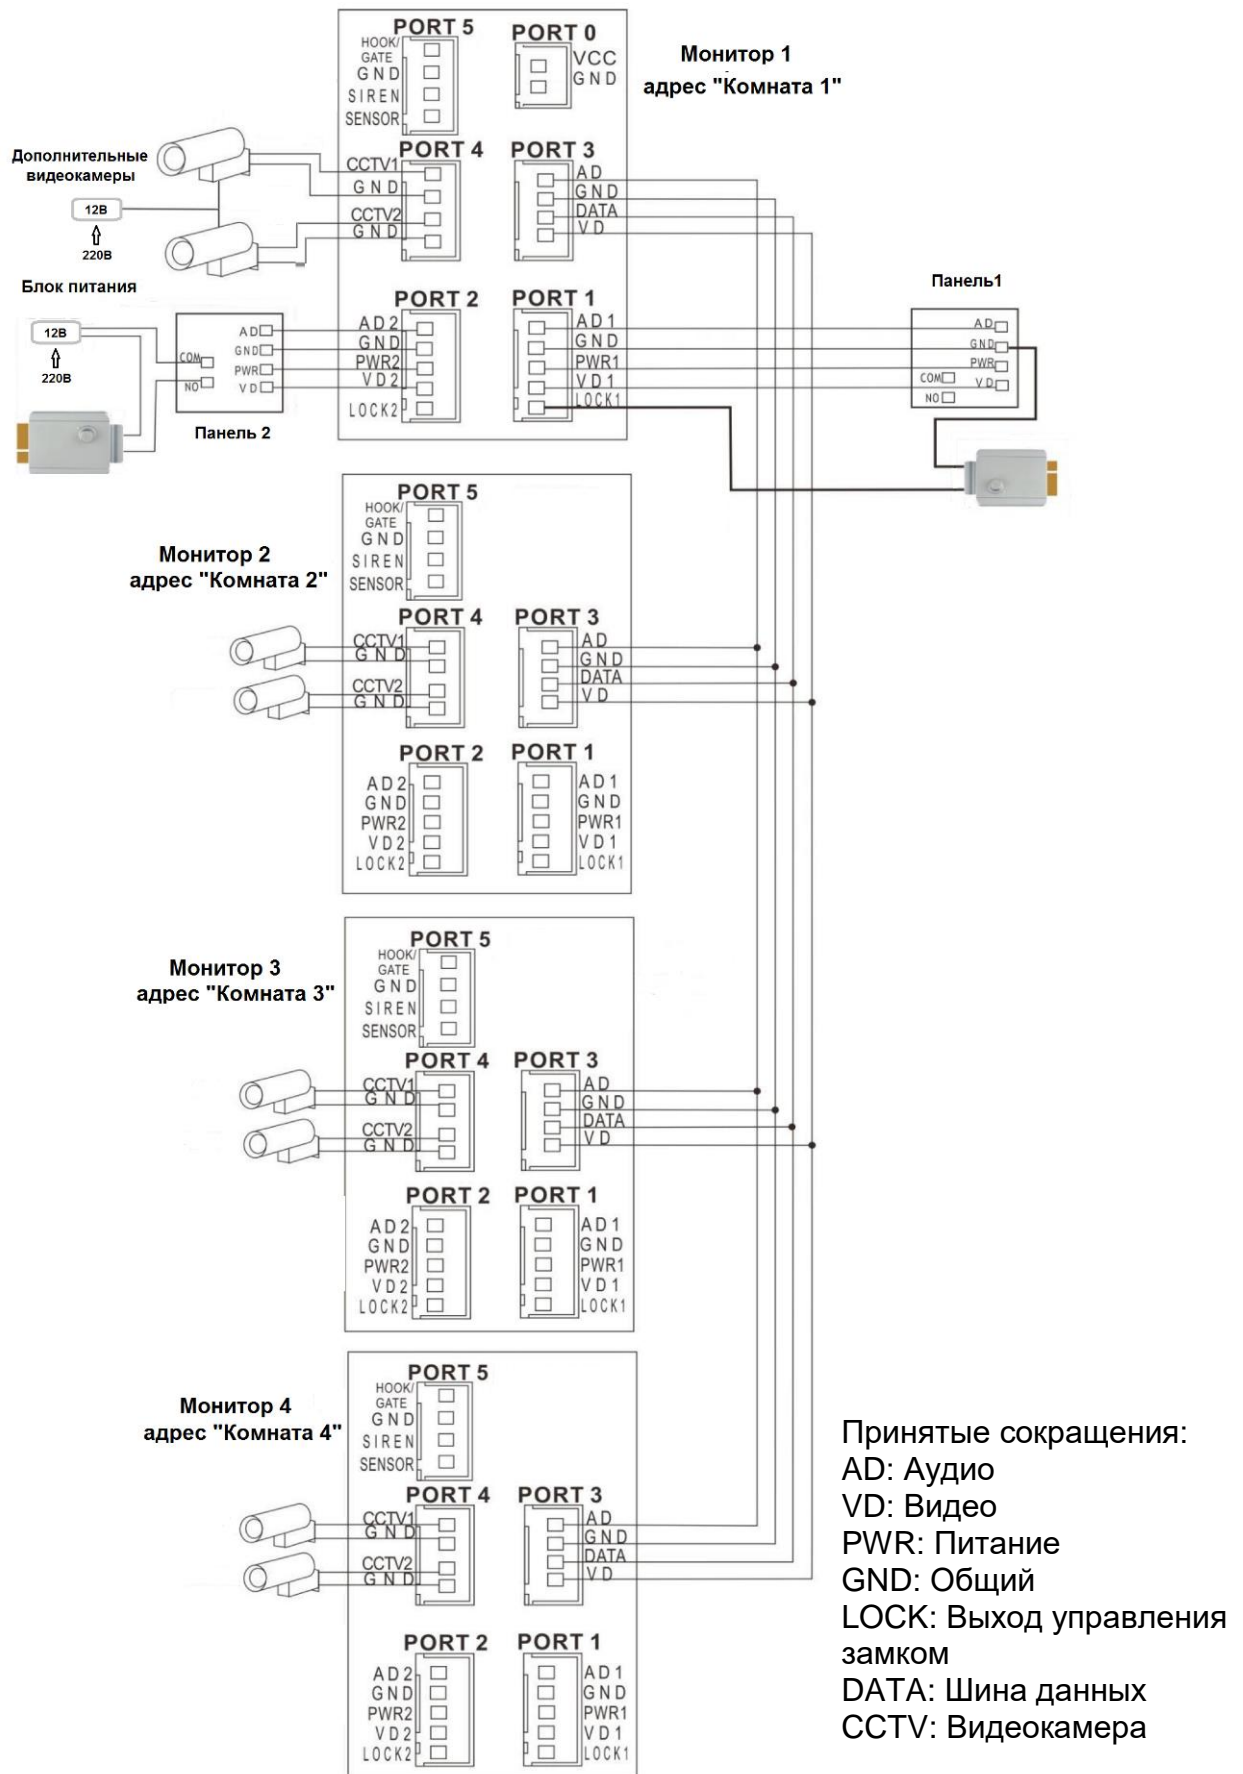 PORT 5
HOOK/
GATE
GND
SIREN
SENSOR
PORT 0
VCC
GND
Монитор 1
адрес "Комната 1"
Дополнительные
видеокамеры
12В
220В
PORT 4
CCTV1
GND
CCTV2
GND
PORT 3
AD
GND
DATA
VD
Блок питания
12В
220В
COM
NO
AD
GND
PWR
VD
Панель 2
PORT 2
AD2
GND
PWR2
VD2
LOCK2
PORT 1
AD1
GND
PWR1
VD1
LOCK1
Панель1
AD
GND
PWR
COM
VD
NO
Монитор 2
адрес "Комната 2"
PORT 5
HOOK/
GATE
GND
SIREN
SENSOR
PORT 4
CCTV1
GND
CCTV2
GND
PORT 3
AD
GND
DATA
VD
PORT 2
AD2
GND
PWR2
VD2
LOCK2
PORT 1
AD1
GND
PWR1
VD1
LOCK1
Монитор 3
адрес "Комната 3"
PORT 5
HOOK/
GATE
GND
SIREN
SENSOR
PORT 4
CCTV1
GND
CCTV2
GND
PORT 3
AD
GND
DATA
VD
PORT 2
AD2
GND
PWR2
VD2
LOCK2
PORT 1
AD1
GND
PWR1
VD1
LOCK1
Монитор 4
адрес "Комната 4"
PORT 5
HOOK/
GATE
GND
SIREN
SENSOR
PORT 4
CCTV1
GND
CCTV2
GND
PORT 3
AD
GND
DATA
VD
PORT 2
AD2
GND
PWR2
VD2
LOCK2
PORT 1
AD1
GND
PWR1
VD1
LOCK1
Принятые сокращения:
AD: Аудио
VD: Видео
PWR: Питание
GND: Общий
LOCK: Выход управления
замком
DATA: Шина данных
CCTV: Видеокамера